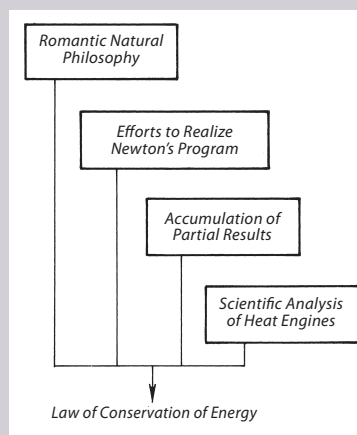 Romantic Natural
Philosophy
Efforts to Realize
Newton's Program
Accumulation of
Partial Results
Scientific Analysis
of Heat Engines
Law of Conservation of Energy